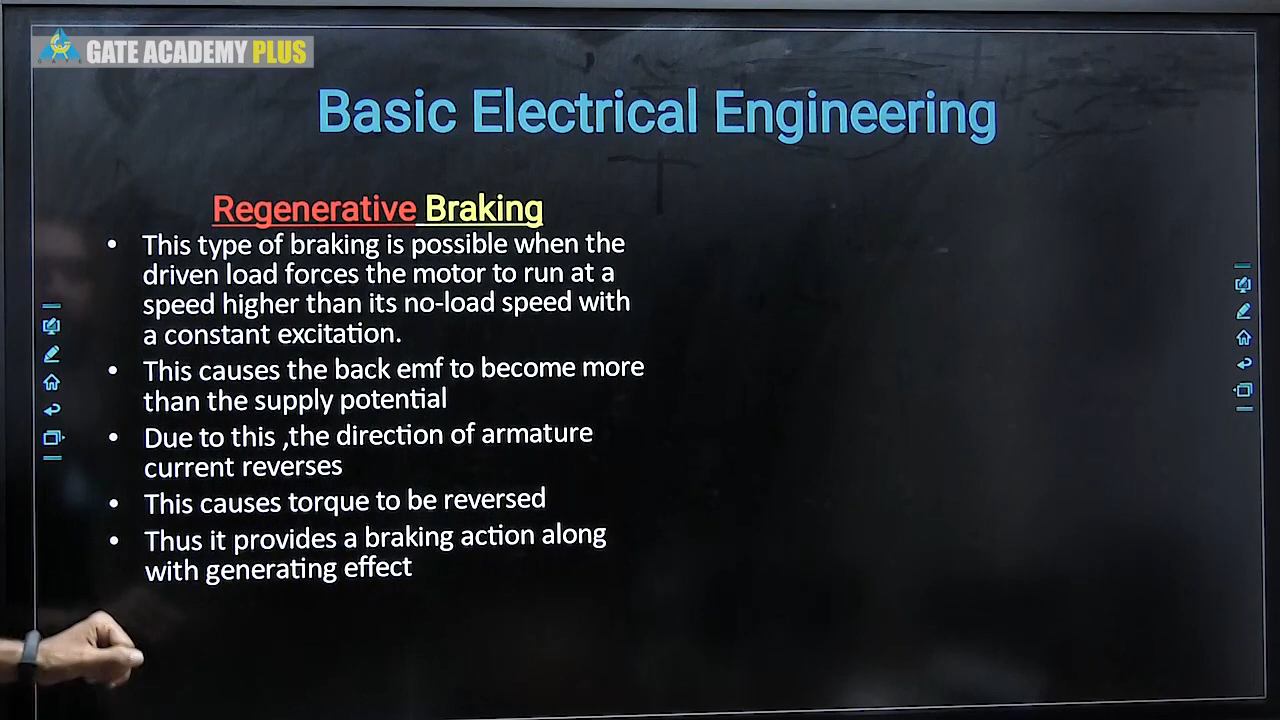 GATE ACADEMY PLUS
Basic Electrical Engineering
Regenerative Braking
• This type of braking is possible when the
driven load forces the motor to run at a
speed higher than its no-load speed with
a constant excitation.
• This causes the back emf to become more
than the supply potential
• Due to this ,the direction of armature
current reverses
• This causes torque to be reversed
• Thus it provides a braking action along
with generating effect